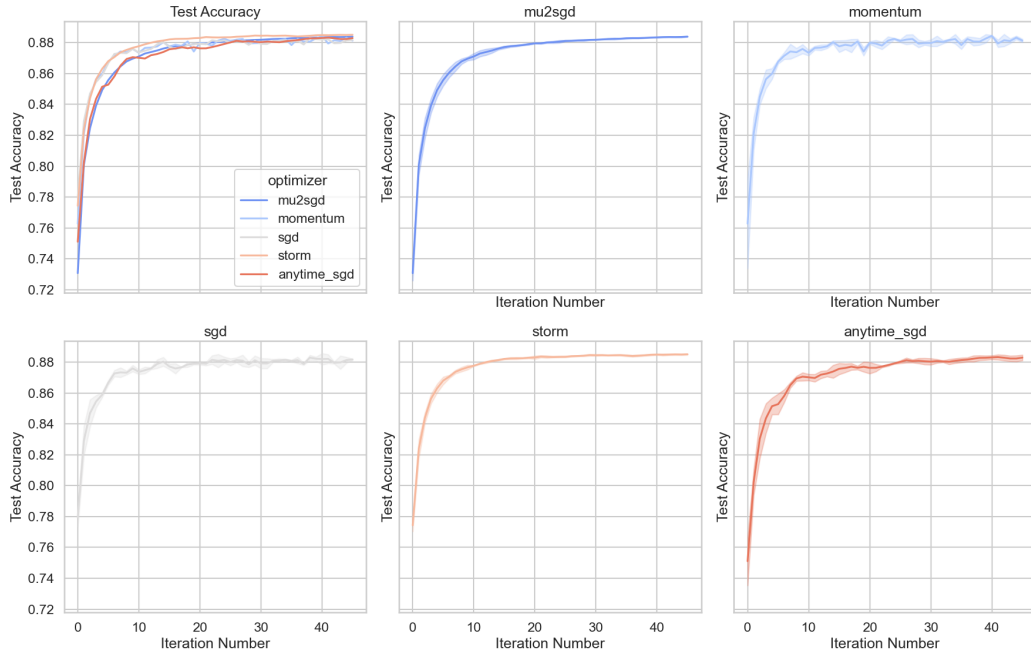 Test Accuracy
mu2sgd
momentum
Test Accuracy
0.88
0.86
0.84
0.82
0.80
0.78
0.76
0.74
0.72
optimizer
mu2sgd
momentum
sgd
storm
anytime_sgd
Test Accuracy
Iteration Number
Test Accuracy
Iteration Number
sgd
storm
anytime_sgd
Test Accuracy
0.88
0.86
0.84
0.82
0.80
0.78
0.76
0.74
0.72
0 10 20 30 40
Iteration Number
Test Accuracy
0 10 20 30 40
Iteration Number
Test Accuracy
0 10 20 30 40
Iteration Number